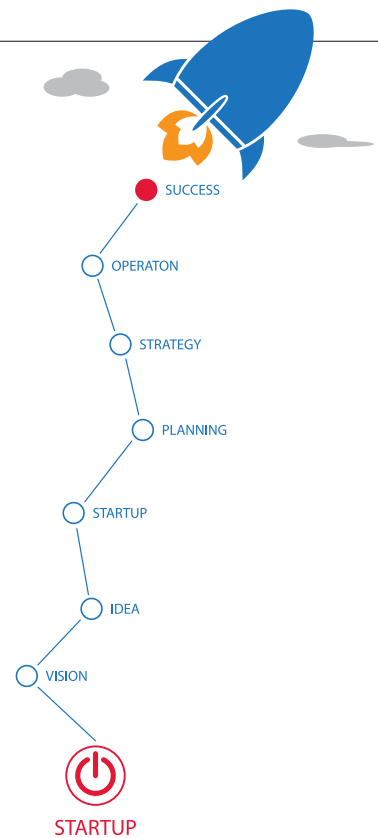 SUCCESS
OPERATON
STRATEGY
PLANNING
STARTUP
IDEA
VISION
STARTUP